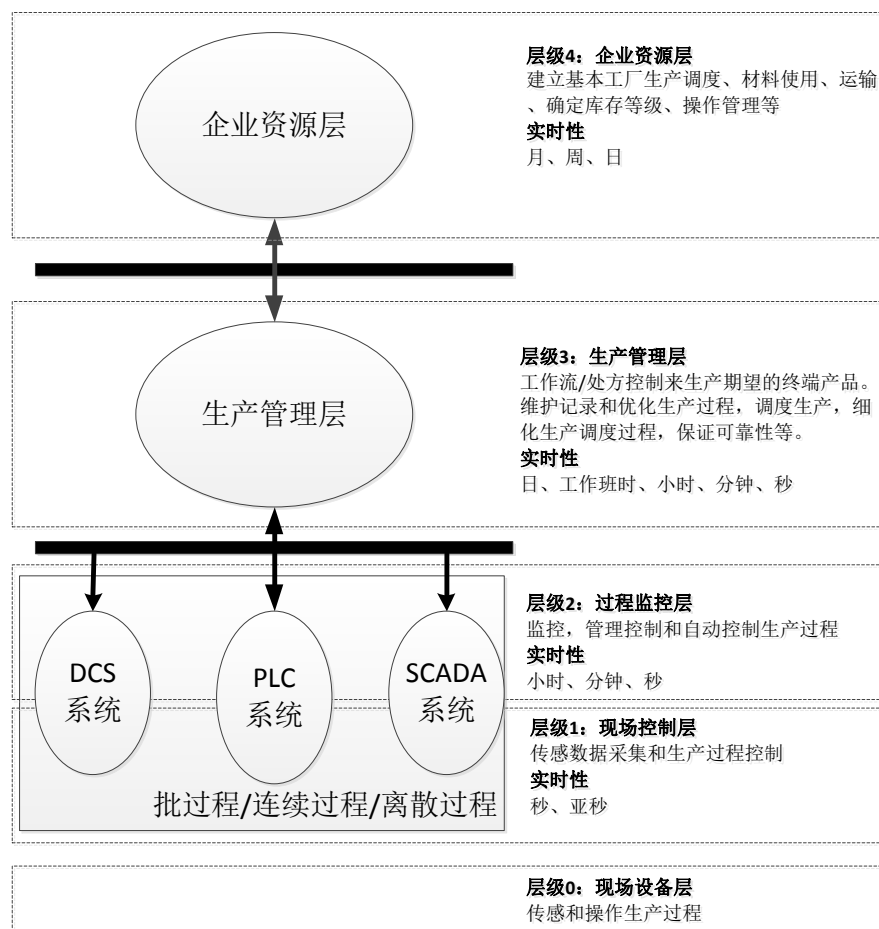 企业资源层
层级4：企业资源层
建立基本工厂生产调度、材料使用、运输
、确定库存等级、操作管理等
实时性
月、周、日
生产管理层
层级3：生产管理层
工作流/处方控制来生产期望的终端产品。
维护记录和优化生产过程，调度生产，细
化生产调度过程，保证可靠性等。
实时性
日、工作班时、小时、分钟、秒
DCS
系统
PLC
系统
SCADA
系统
层级2：过程监控层
监控，管理控制和自动控制生产过程
实时性
小时、分钟、秒
批过程/连续过程/离散过程
层级1：现场控制层
传感数据采集和生产过程控制
实时性
秒、亚秒
层级0：现场设备层
传感和操作生产过程